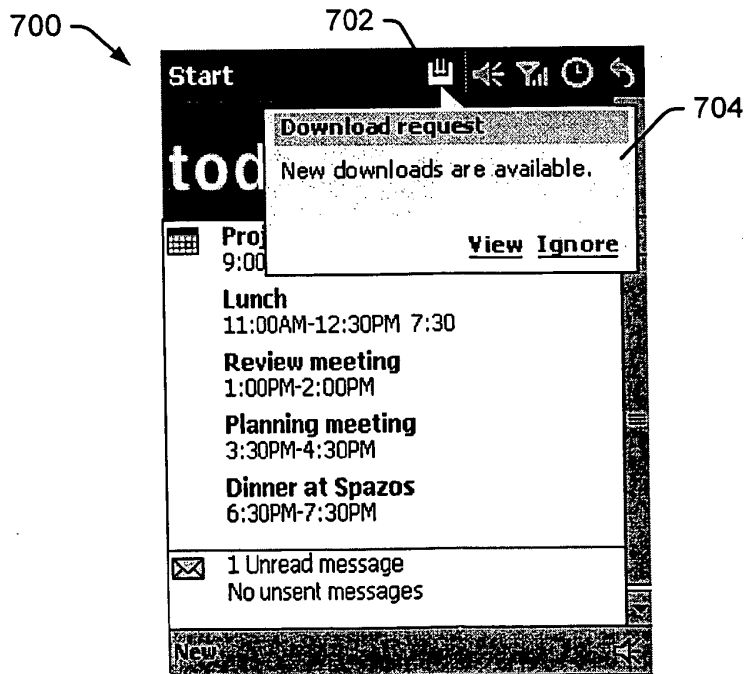 700
702
Start
Download request
704
tod
New downloads are available.
Proj
9:00
View Ignore
Lunch
11:00AM-12:30PM 7:30
Review meeting
1:00PM-2:00PM
Planning meeting
3:30PM-4:30PM
Dinner at Spazos
6:30PM-7:30PM
1 Unread message
No unsent messages
New